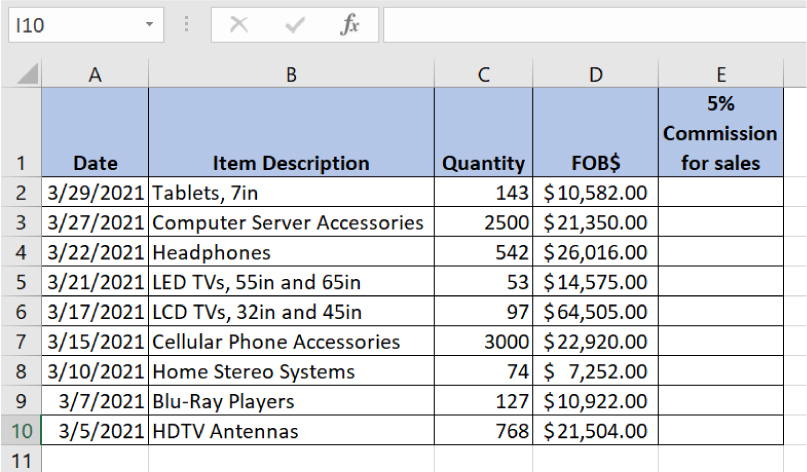 I10 fx
A B C D E
5%
Commission
1 Date Item Description Quantity FOB$ for sales
2 3/29/2021 Tablets, 7in 143 $10,582.00
3 3/27/2021 Computer Server Accessories 2500 $21,350.00
4 3/22/2021 Headphones 542 $26,016.00
5 3/21/2021 LED TVs, 55in and 65in 53 $14,575.00
6 3/17/2021 LCD TVs, 32in and 45in 97 $64,505.00
7 3/15/2021 Cellular Phone Accessories 3000 $22,920.00
8 3/10/2021 Home Stereo Systems 74 $ 7,252.00
9 3/7/2021 Blu-Ray Players 127 $10,922.00
10 3/5/2021 HDTV Antennas 768 $21,504.00
11